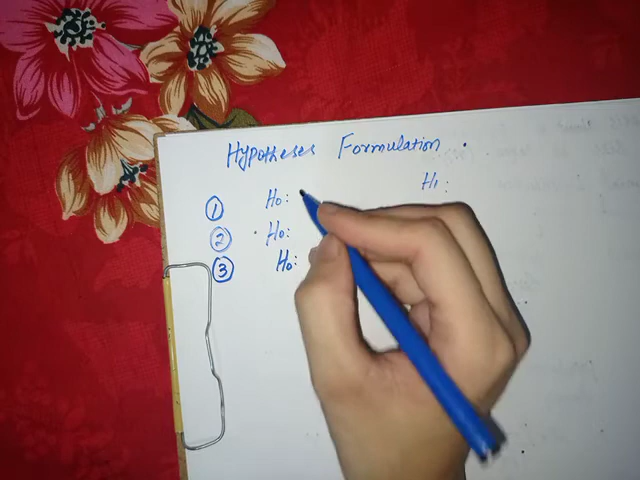 Hypotheses Formulation .
① H0: H1:
② H0:
③ H0: